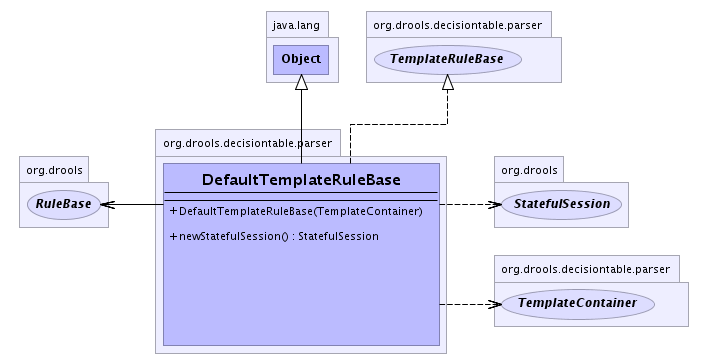 java.lang
Object
org.drools.decisiontable.parser
TemplateRuleBase
org.drools.decisiontable.parser
DefaultTemplateRuleBase
+ DefaultTemplateRuleBase(TemplateContainer)
+ newStatefulSession() : StatefulSession
org.drools
RuleBase
org.drools
StatefulSession
org.drools.decisiontable.parser
TemplateContainer